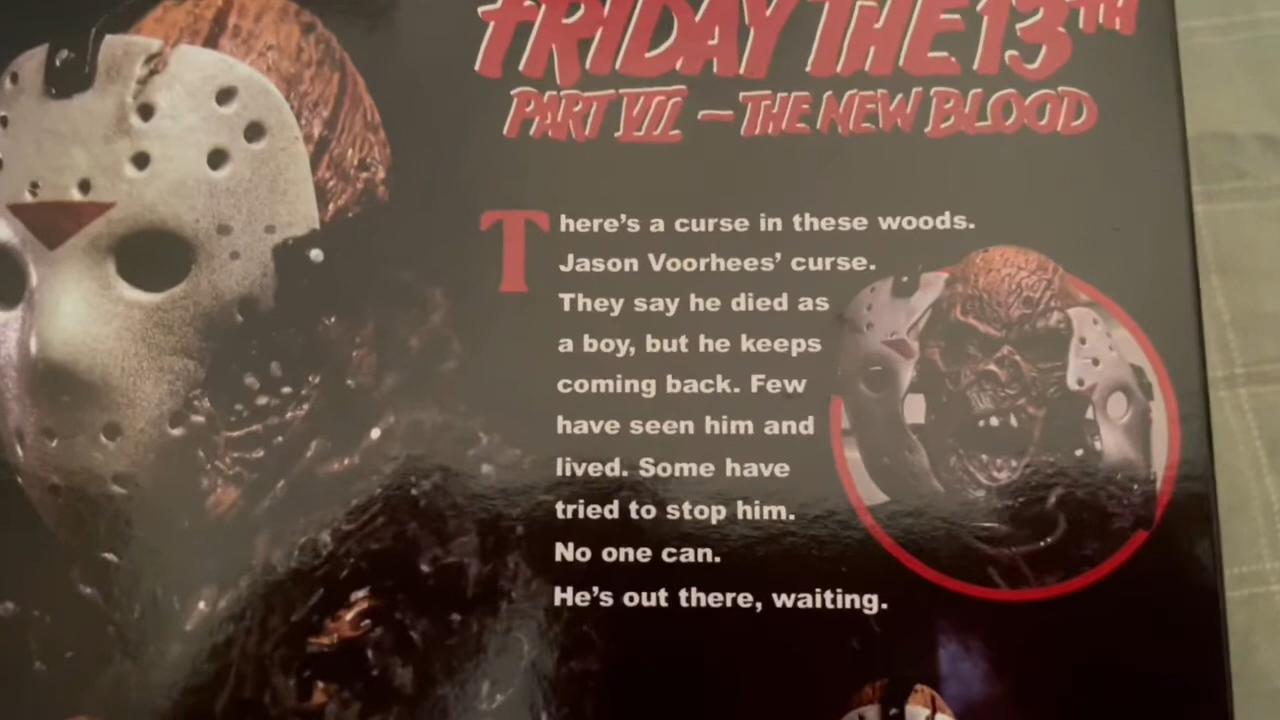 FRIDAY THE 13TH
PART VII – THE NEW BLOOD
There's a curse in these woods.
Jason Voorhees' curse.
They say he died as
a boy, but he keeps
coming back. Few
have seen him and
lived. Some have
tried to stop him.
No one can.
He's out there, waiting.